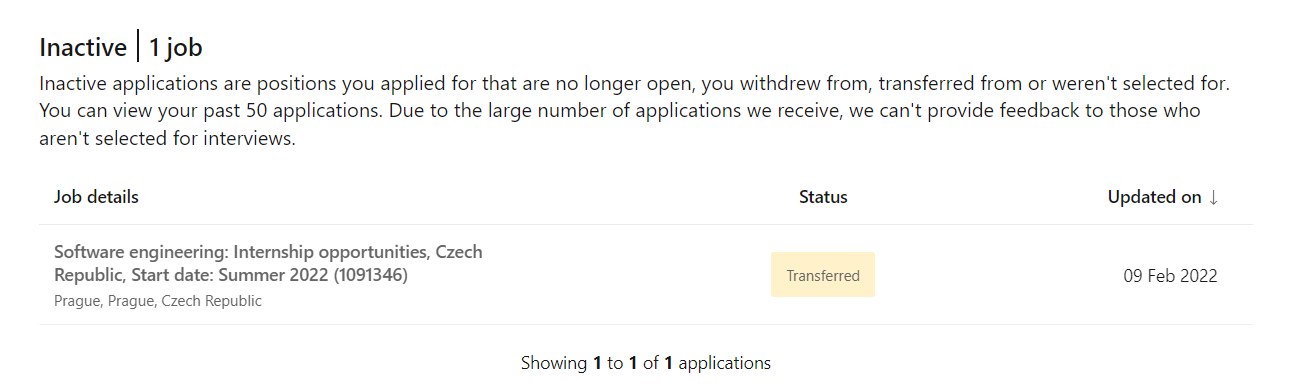 Inactive | 1 job
Inactive applications are positions you applied for that are no longer open, you withdrew from, transferred from or weren't selected for.
You can view your past 50 applications. Due to the large number of applications we receive, we can't provide feedback to those who
aren't selected for interviews.
Job details Status Updated on ↓
Software engineering: Internship opportunities, Czech
Republic, Start date: Summer 2022 (1091346)
Prague, Prague, Czech Republic
Transferred
09 Feb 2022
Showing 1 to 1 of 1 applications